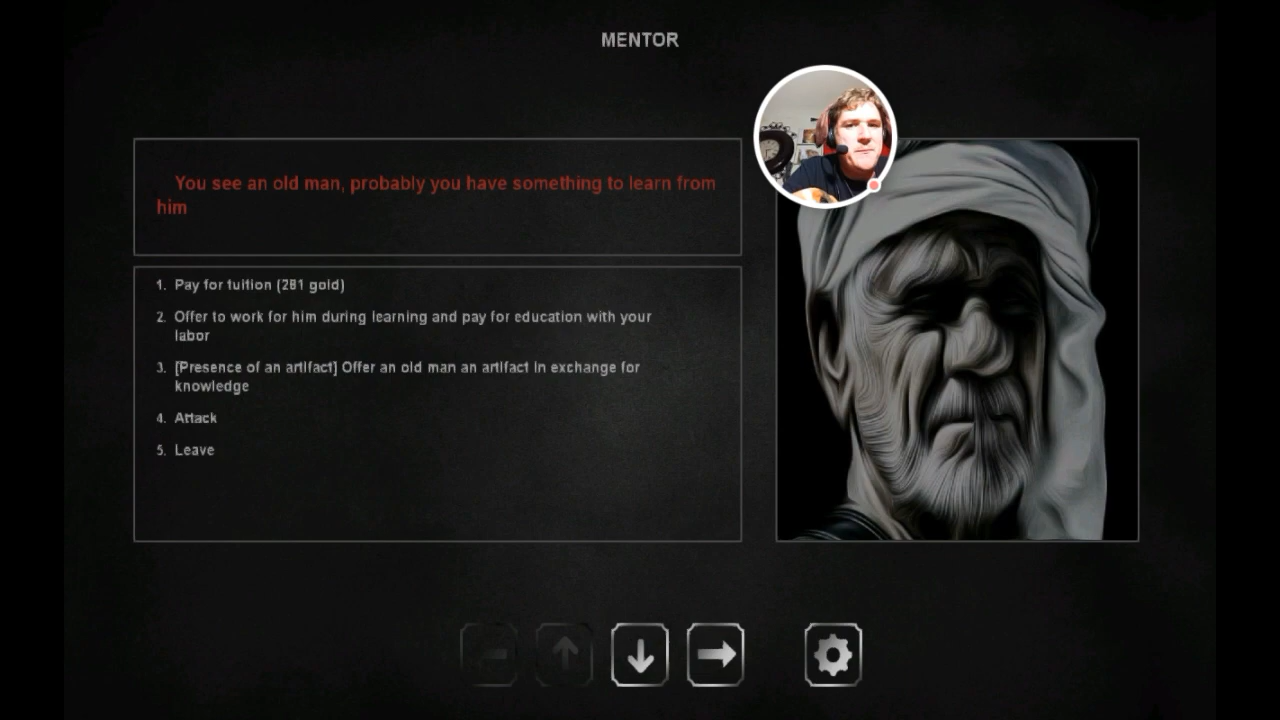 MENTOR
You see an old man, probably you have something to learn from
him
1. Pay for tuition (281 gold)
2. Offer to work for him during learning and pay for education with your
labor
3. [Presence of an artifact] Offer an old man an artifact in exchange for
knowledge
4. Attack
5. Leave